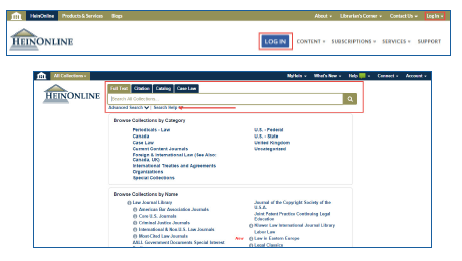 HeinOnline Products & Services Blogs About Librarian's Corner Contact Us Log In
HEINONLINE LOG IN CONTENT SUBSCRIPTIONS SERVICES SUPPORT
All Collections MyHein What's New Help Connect Account
HEINONLINE
Full Text Citation Catalog Case Law
Search All Collections...
Advanced Search | Search Help
Browse Collections by Category
Periodicals - Law
Canada
Case Law
Current Content Journals
Foreign & International Law (See Also: Canada, UK)
International Treaties and Agreements
Organizations
Special Collections
U.S. - Federal
U.S. - State
United Kingdom
Uncategorized
Browse Collections by Name
Law Journal Library
American Bar Association Journals
Core U.S. Journals
Criminal Justice Journals
International & Non-U.S. Law Journals
Most-Cited Law Journals
AALL Government Documents Special Interest
Journal of the Copyright Society of the
U.S.A.
Joint Patent Practice Continuing Legal
Education
Kluwer Law International Journal Library
Labor Law
New Law in Eastern Europe
Legal Classics